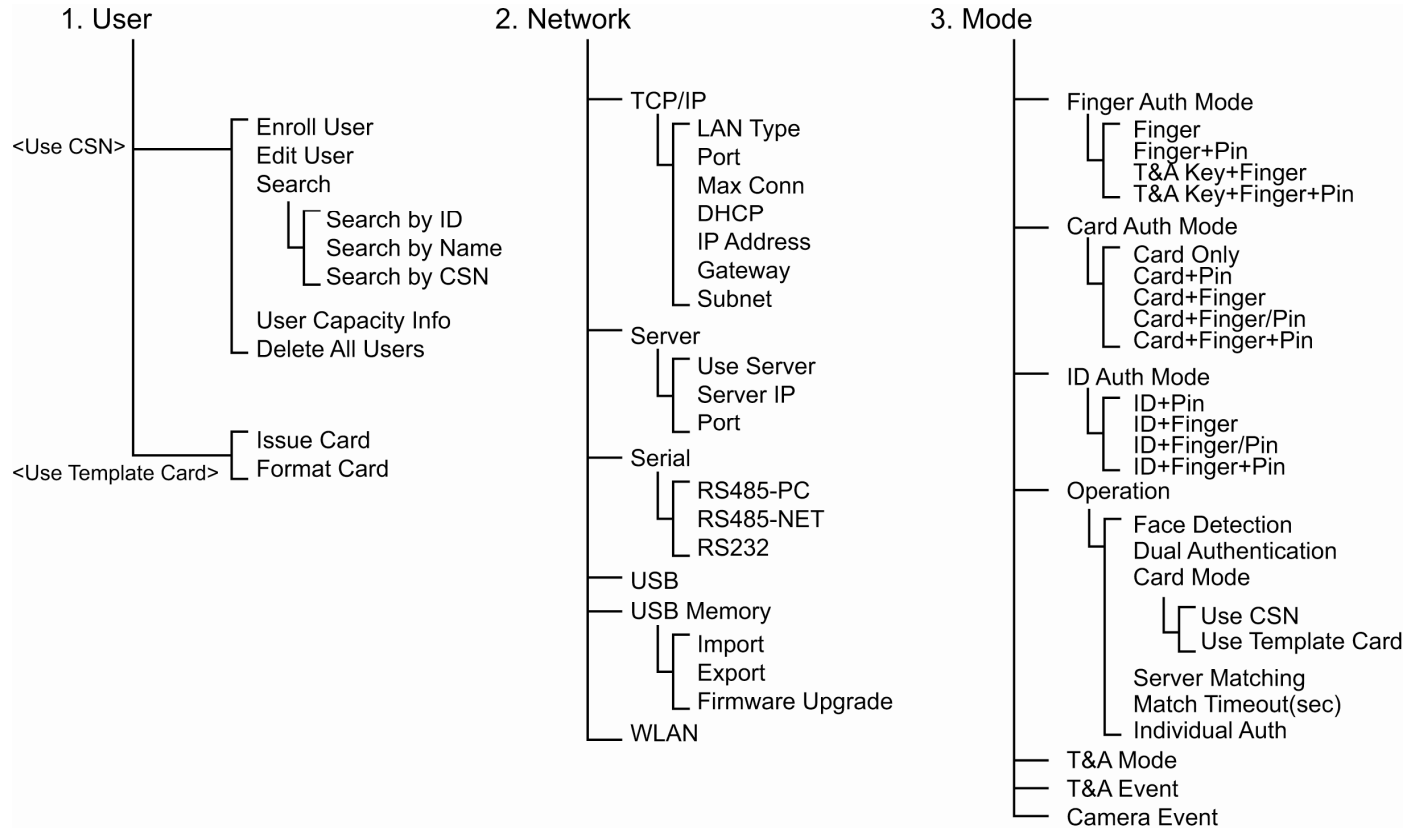 1. User
<Use CSN>
Enroll User
Edit User
Search
Search by ID
Search by Name
Search by CSN
User Capacity Info
Delete All Users
<Use Template Card>
Issue Card
Format Card
2. Network
TCP/IP
LAN Type
Port
Max Conn
DHCP
IP Address
Gateway
Subnet
Server
Use Server
Server IP
Port
Serial
RS485-PC
RS485-NET
RS232
USB
USB Memory
Import
Export
Firmware Upgrade
WLAN
3. Mode
Finger Auth Mode
Finger
Finger+Pin
T&A Key+Finger
T&A Key+Finger+Pin
Card Auth Mode
Card Only
Card+Pin
Card+Finger
Card+Finger/Pin
Card+Finger+Pin
ID Auth Mode
ID+Pin
ID+Finger
ID+Finger/Pin
ID+Finger+Pin
Operation
Face Detection
Dual Authentication
Card Mode
Use CSN
Use Template Card
Server Matching
Match Timeout(sec)
Individual Auth
T&A Mode
T&A Event
Camera Event